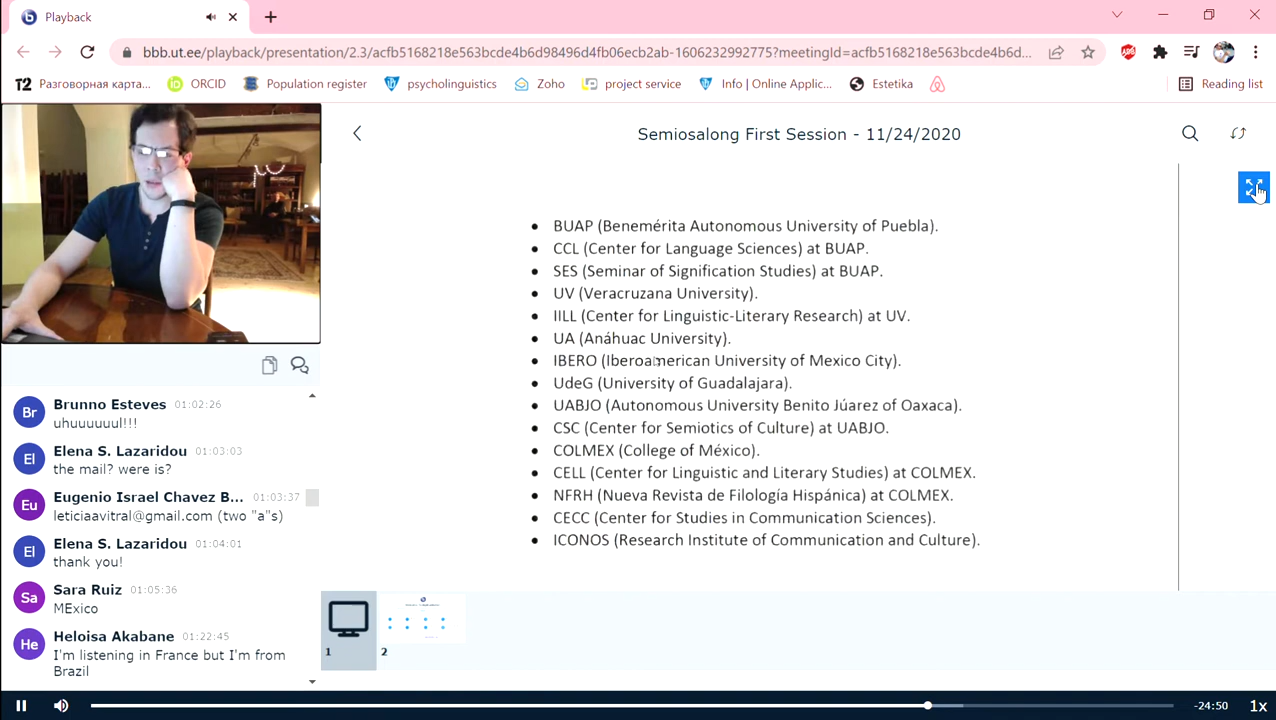 Playback
bbb.ut.ee/playback/presentation/2.3/acfb5168218e563bcde4b6d98496d4fb06ecb2ab-1606232992775?meetingId=acfb5168218e563bcde4b6d...
T2 Разговорная карта... ORCID Population register psycholinguistics Zoho project service Info | Online Applic... Estetika Reading list
Semiosalong First Session - 11/24/2020
• BUAP (Benemérita Autonomous University of Puebla).
• CCL (Center for Language Sciences) at BUAP.
• SES (Seminar of Signification Studies) at BUAP.
• UV (Veracruzana University).
• IILL (Center for Linguistic-Literary Research) at UV.
• UA (Anáhuac University).
• IBERO (Iberoamerican University of Mexico City).
• UdeG (University of Guadalajara).
• UABJO (Autonomous University Benito Júarez of Oaxaca).
• CSC (Center for Semiotics of Culture) at UABJO.
• COLMEX (College of México).
• CELL (Center for Linguistic and Literary Studies) at COLMEX.
• NFRH (Nueva Revista de Filología Hispánica) at COLMEX.
• CECC (Center for Studies in Communication Sciences).
• ICONOS (Research Institute of Communication and Culture).
Br Brunno Esteves 01:02:26
uhuuuuuul!!!
El Elena S. Lazaridou 01:03:03
the mail? were is?
Eu Eugenio Israel Chavez B... 01:03:37
leticiaavitral@gmail.com (two "a"s)
El Elena S. Lazaridou 01:04:01
thank you!
Sa Sara Ruiz 01:05:36
MExico
He Heloisa Akabane 01:22:45
I'm listening in France but I'm from
Brazil
1 2
-24:50 1x